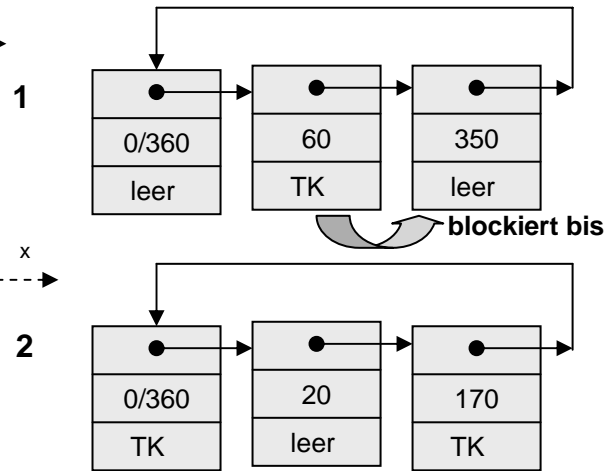 1
0/360 60 350
leer TK leer
blockiert bis
x
2
0/360 20 170
TK leer TK